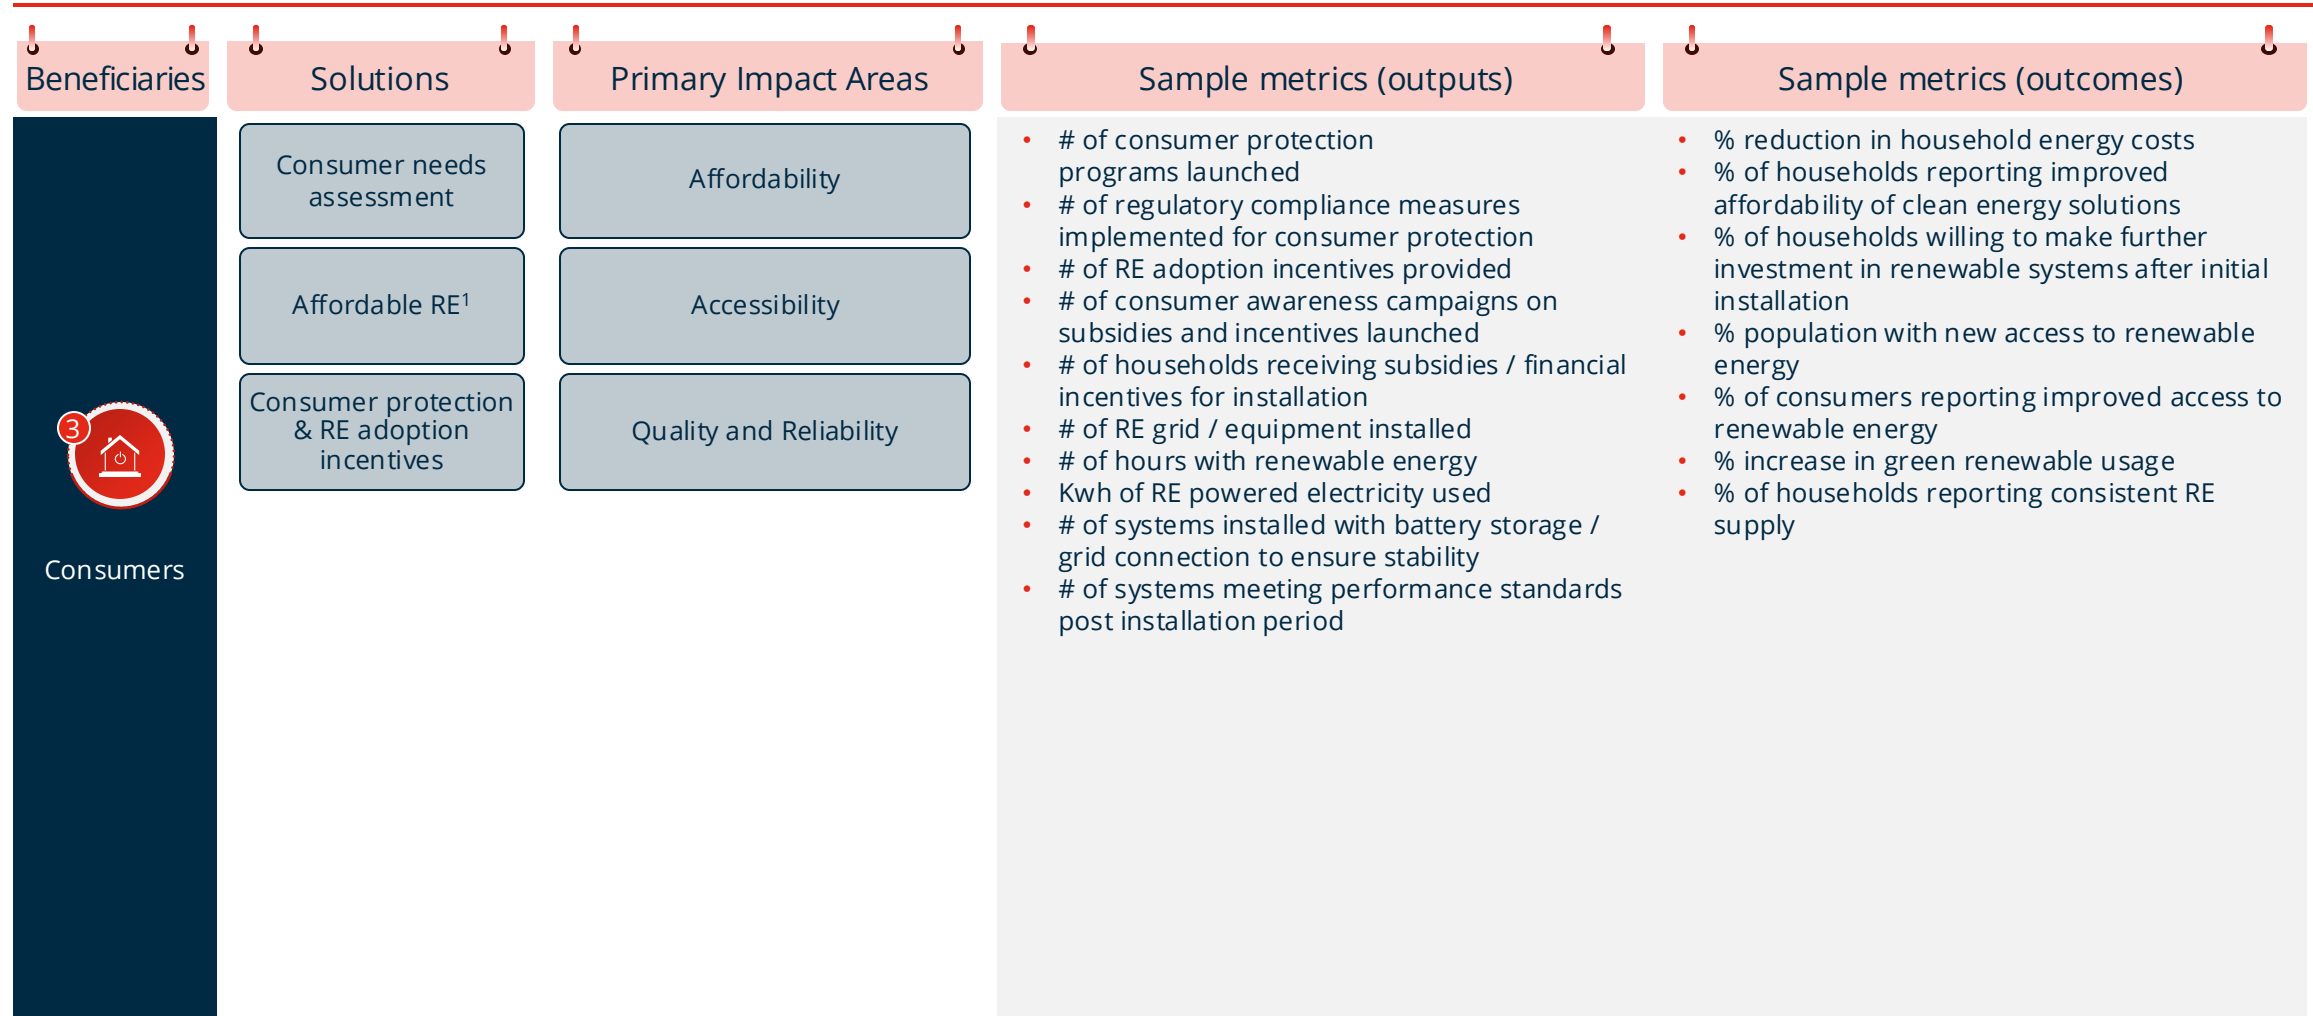 Beneficiaries
Solutions
Primary Impact Areas
Sample metrics (outputs)
Sample metrics (outcomes)
3
Consumers
Consumer needs
assessment
Affordable RE¹
Consumer protection
& RE adoption
incentives
Affordability
Accessibility
Quality and Reliability
• # of consumer protection
programs launched
• # of regulatory compliance measures
implemented for consumer protection
• # of RE adoption incentives provided
• # of consumer awareness campaigns on
subsidies and incentives launched
• # of households receiving subsidies / financial
incentives for installation
• # of RE grid / equipment installed
• # of hours with renewable energy
• Kwh of RE powered electricity used
• # of systems installed with battery storage /
grid connection to ensure stability
• # of systems meeting performance standards
post installation period
• % reduction in household energy costs
• % of households reporting improved
affordability of clean energy solutions
• % of households willing to make further
investment in renewable systems after initial
installation
• % population with new access to renewable
energy
• % of consumers reporting improved access to
renewable energy
• % increase in green renewable usage
• % of households reporting consistent RE
supply